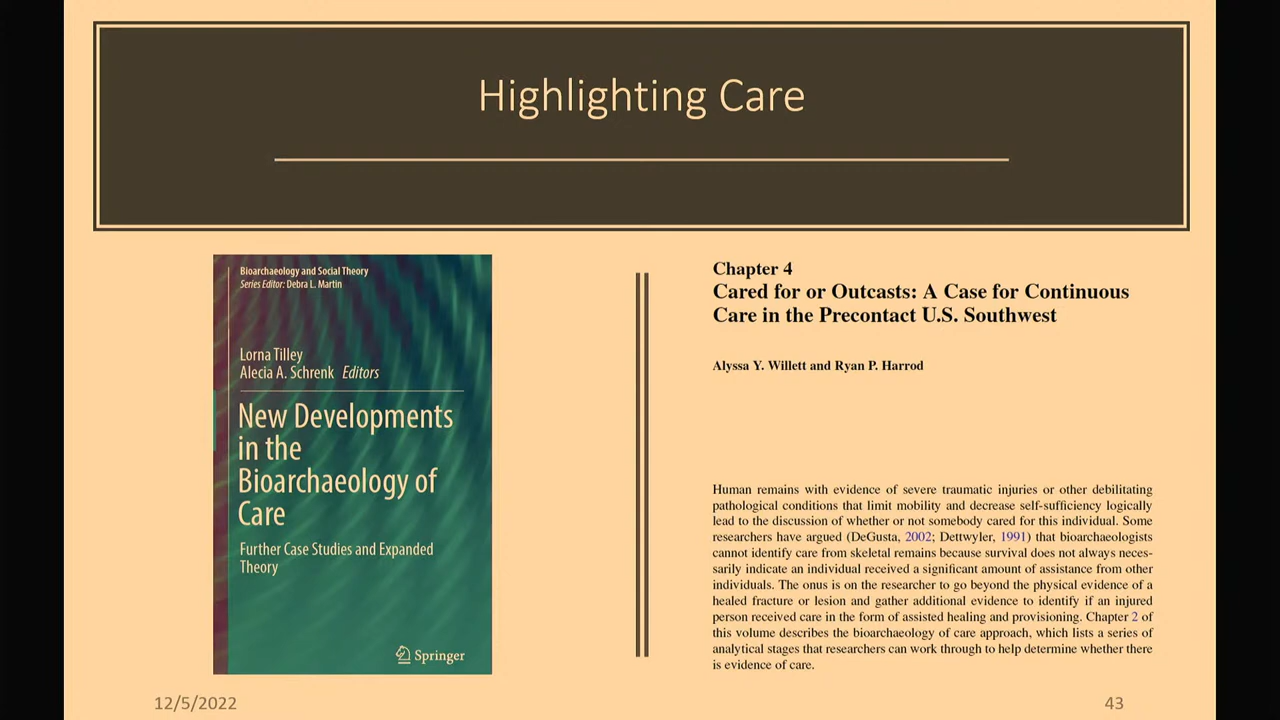 Highlighting Care
Bioarchaeology and Social Theory
Series Editor: Debra L. Martin
Lorna Tilley
Alecia A. Schrenk Editors
New Developments
in the
Bioarchaeology of
Care
Further Case Studies and Expanded
Theory
Springer
Chapter 4
Cared for or Outcasts: A Case for Continuous
Care in the Precontact U.S. Southwest
Alyssa Y. Willett and Ryan P. Harrod
Human remains with evidence of severe traumatic injuries or other debilitating
pathological conditions that limit mobility and decrease self-sufficiency logically
lead to the discussion of whether or not somebody cared for this individual. Some
researchers have argued (DeGusta, 2002; Dettwyler, 1991) that bioarchaeologists
cannot identify care from skeletal remains because survival does not always neces-
sarily indicate an individual received a significant amount of assistance from other
individuals. The onus is on the researcher to go beyond the physical evidence of a
healed fracture or lesion and gather additional evidence to identify if an injured
person received care in the form of assisted healing and provisioning. Chapter 2 of
this volume describes the bioarchaeology of care approach, which lists a series of
analytical stages that researchers can work through to help determine whether there
is evidence of care.
12/5/2022
43